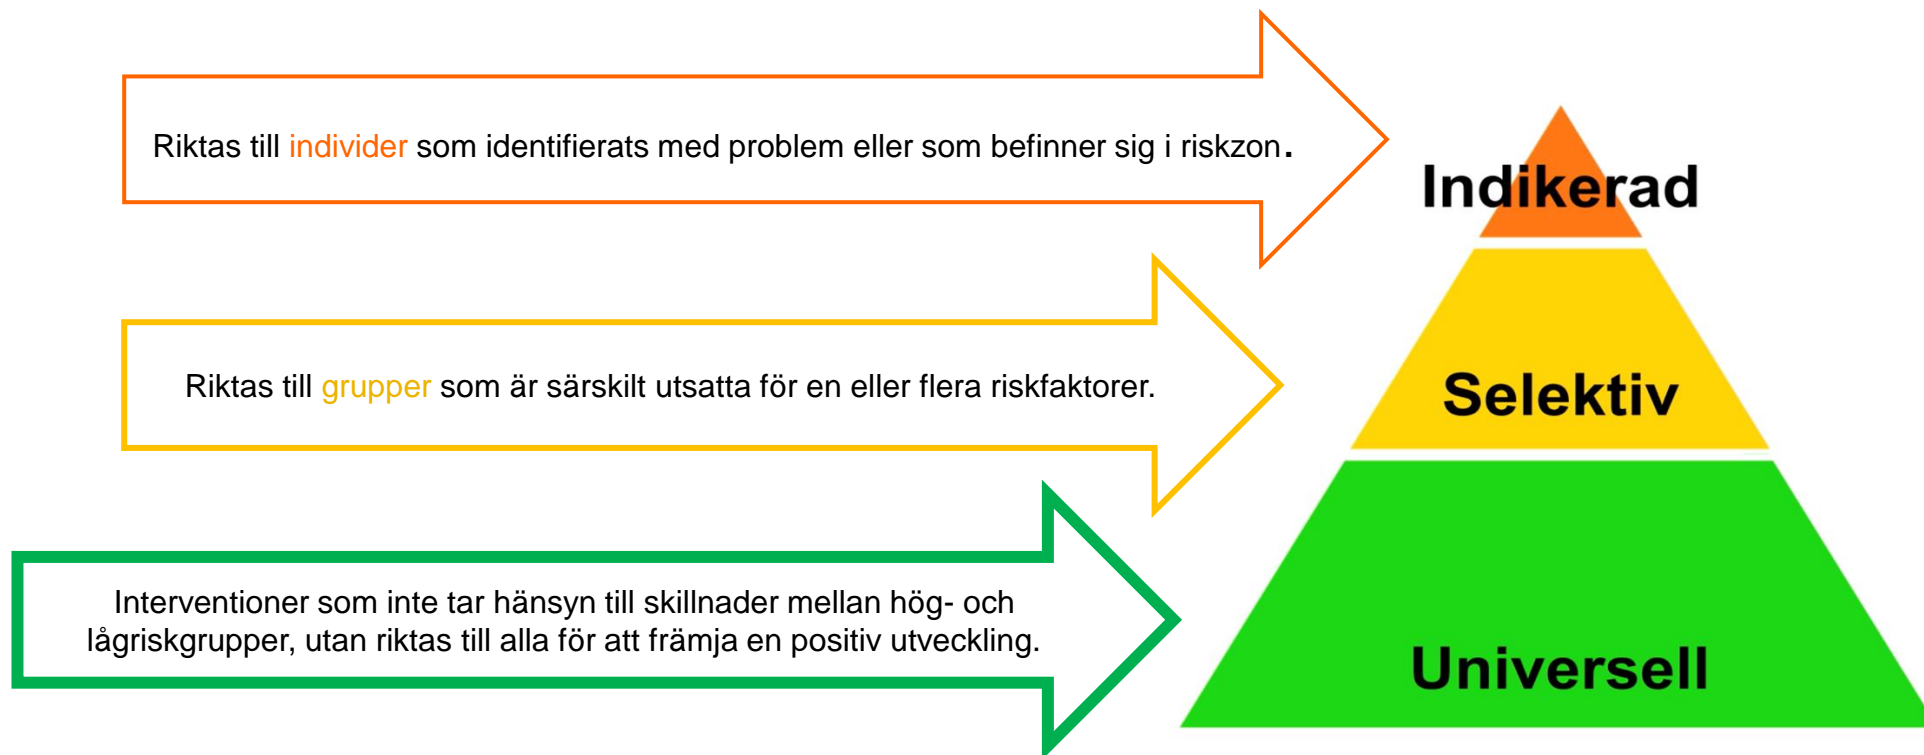 Riktas till individer som identifierats med problem eller som befinner sig i riskzon.
Indikerad
Riktas till grupper som är särskilt utsatta för en eller flera riskfaktorer.
Selektiv
Interventioner som inte tar hänsyn till skillnader mellan hög- och
lågriskgrupper, utan riktas till alla för att främja en positiv utveckling.
Universell